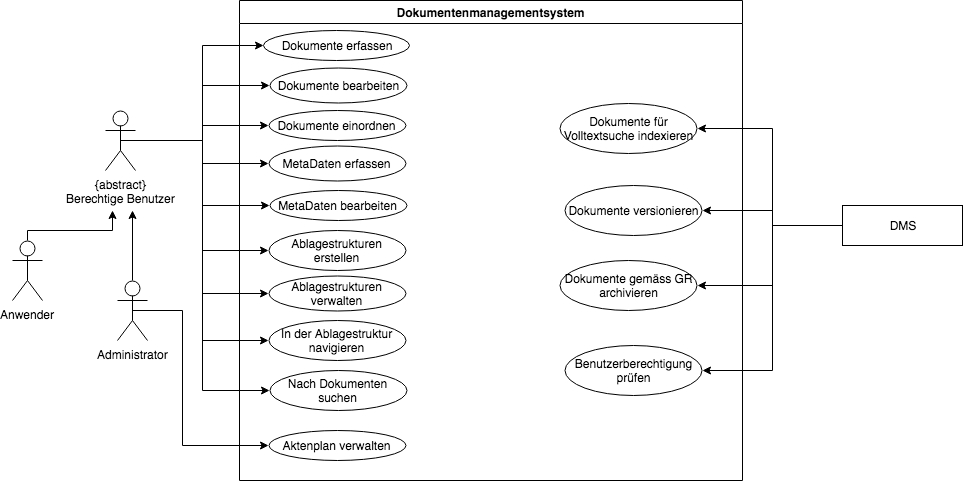 Dokumentenmanagementsystem
Dokumente erfassen
Dokumente bearbeiten
Dokumente einordnen
MetaDaten erfassen
MetaDaten bearbeiten
Ablagestrukturen
erstellen
Ablagestrukturen
verwalten
In der Ablagestruktur
navigieren
Nach Dokumenten
suchen
Aktenplan verwalten
{abstract}
Berechtige Benutzer
Anwender
Administrator
Dokumente für
Volltextsuche indexieren
Dokumente versionieren
Dokumente gemäss GR
archivieren
Benutzerberechtigung
prüfen
DMS